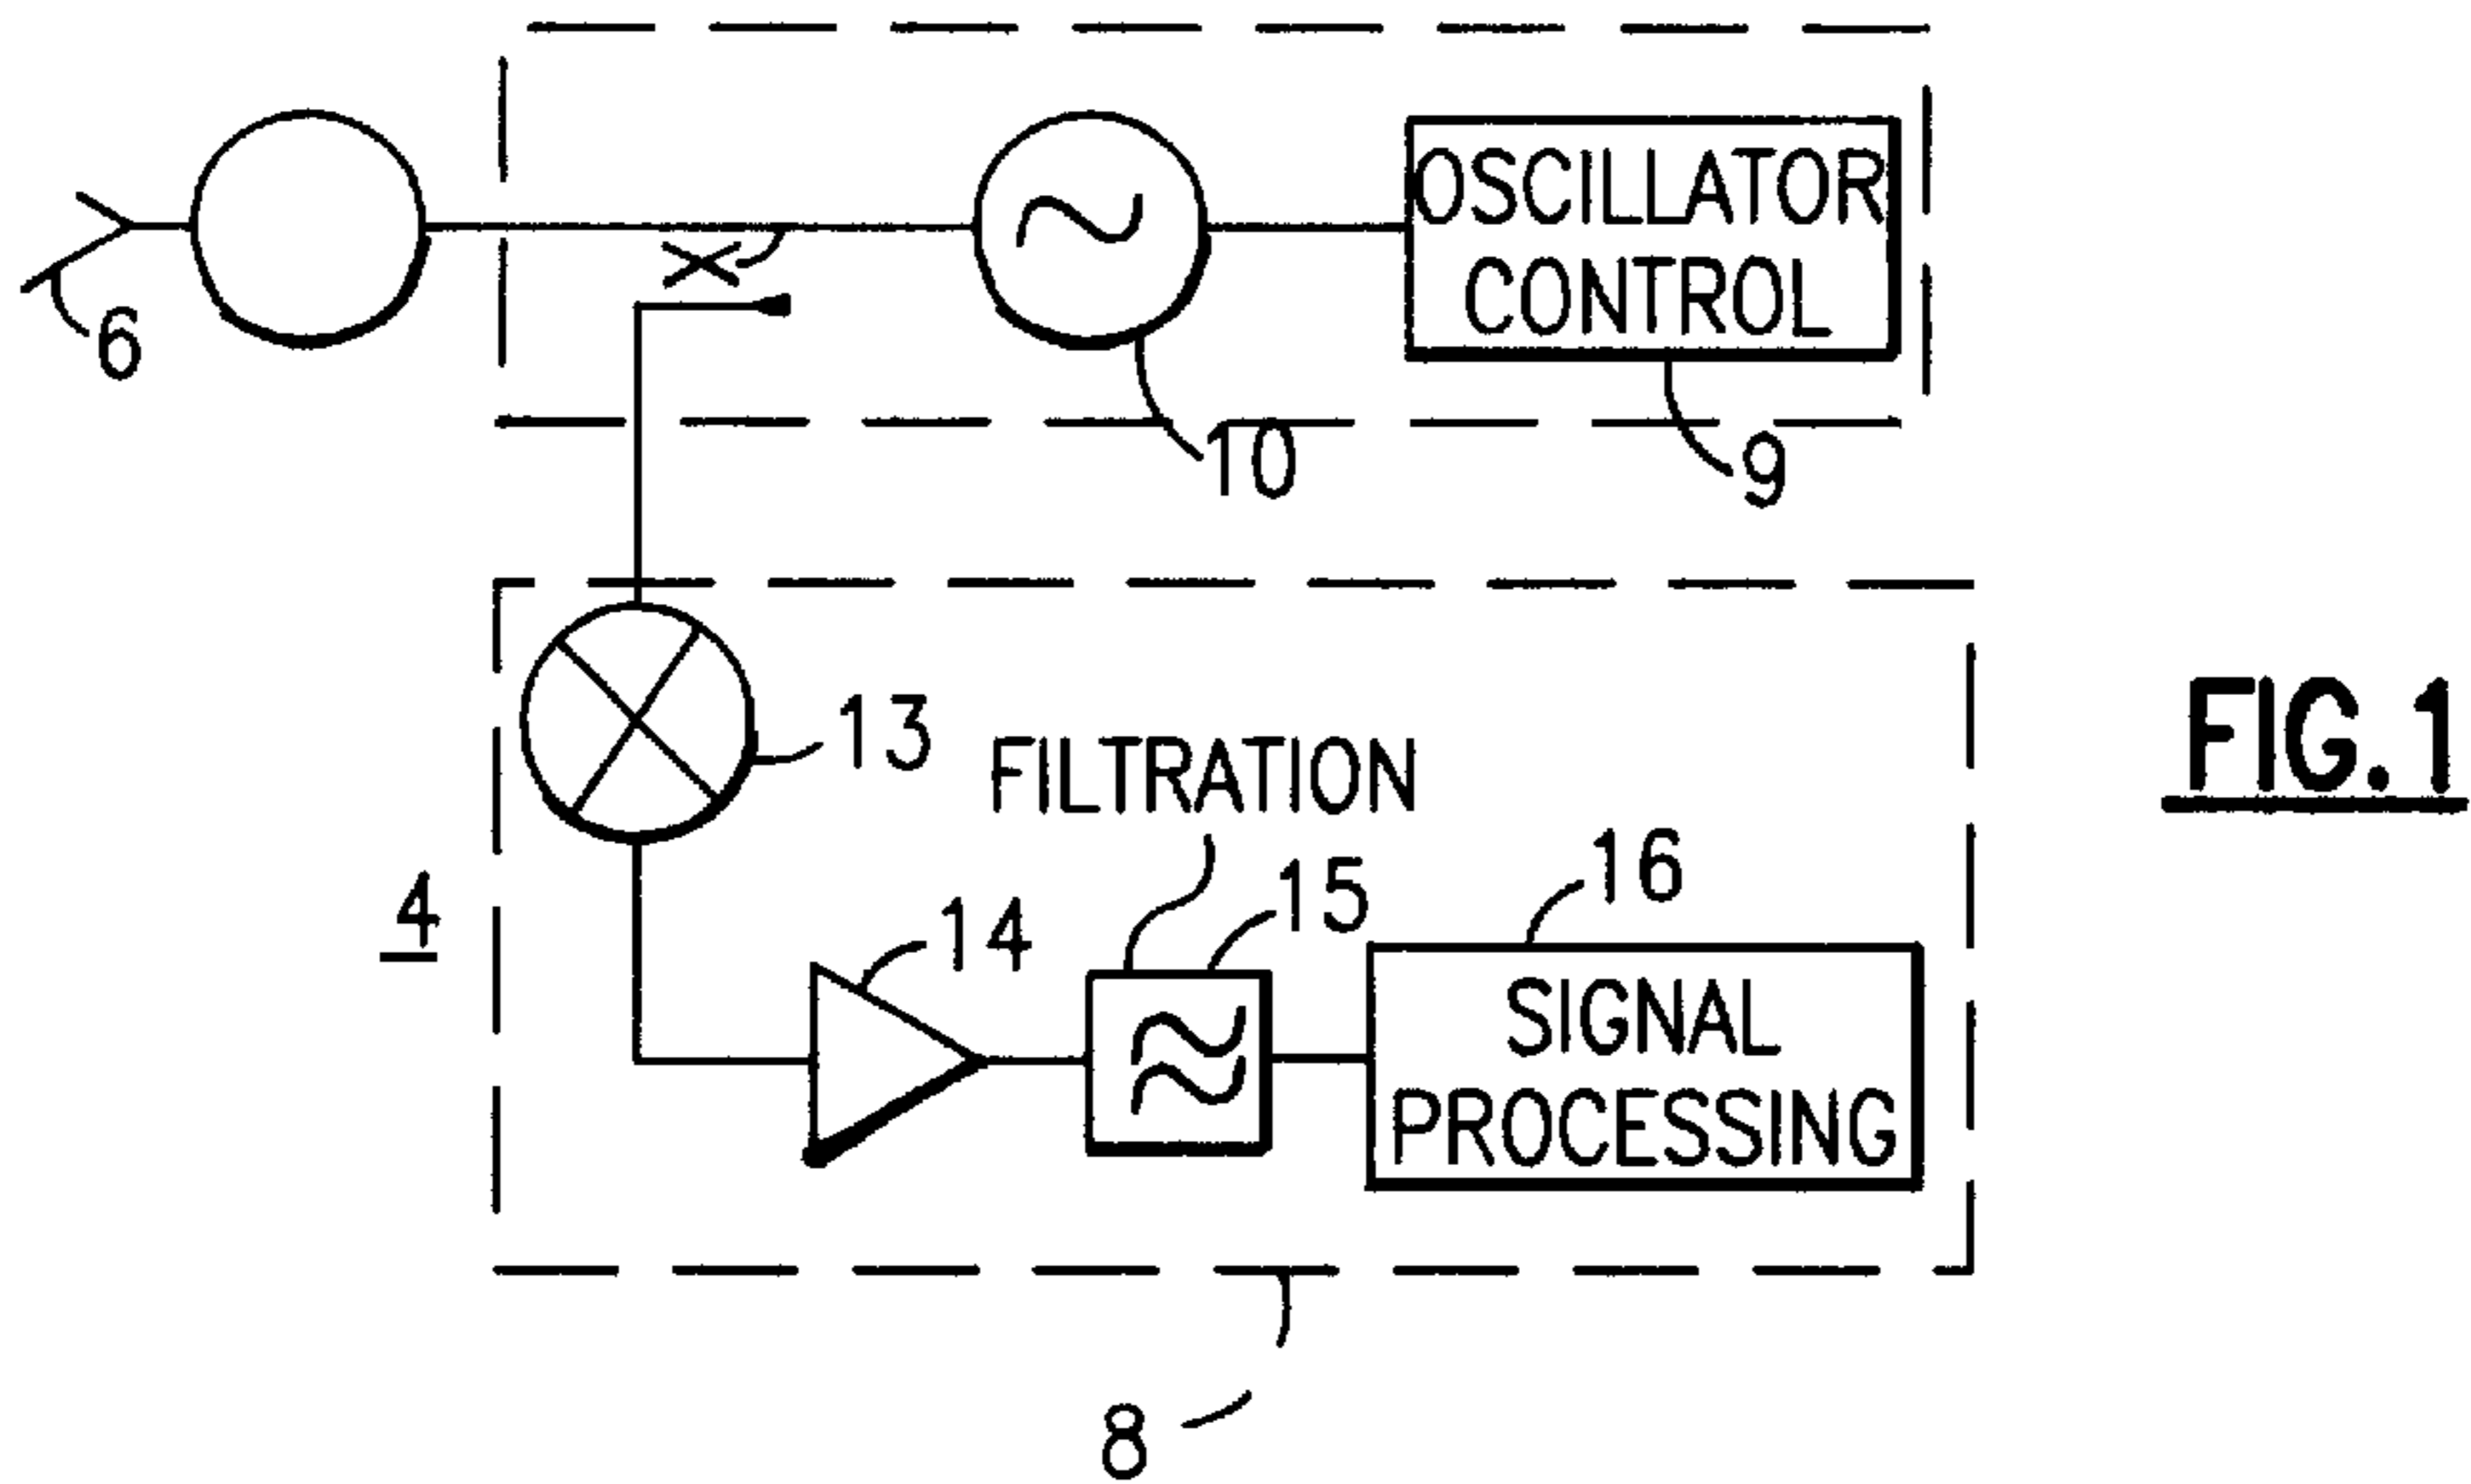 OSCILLATOR
CONTROL
6
10
9
13
FILTRATION
FIG.1
4
14
15
16
SIGNAL
PROCESSING
8